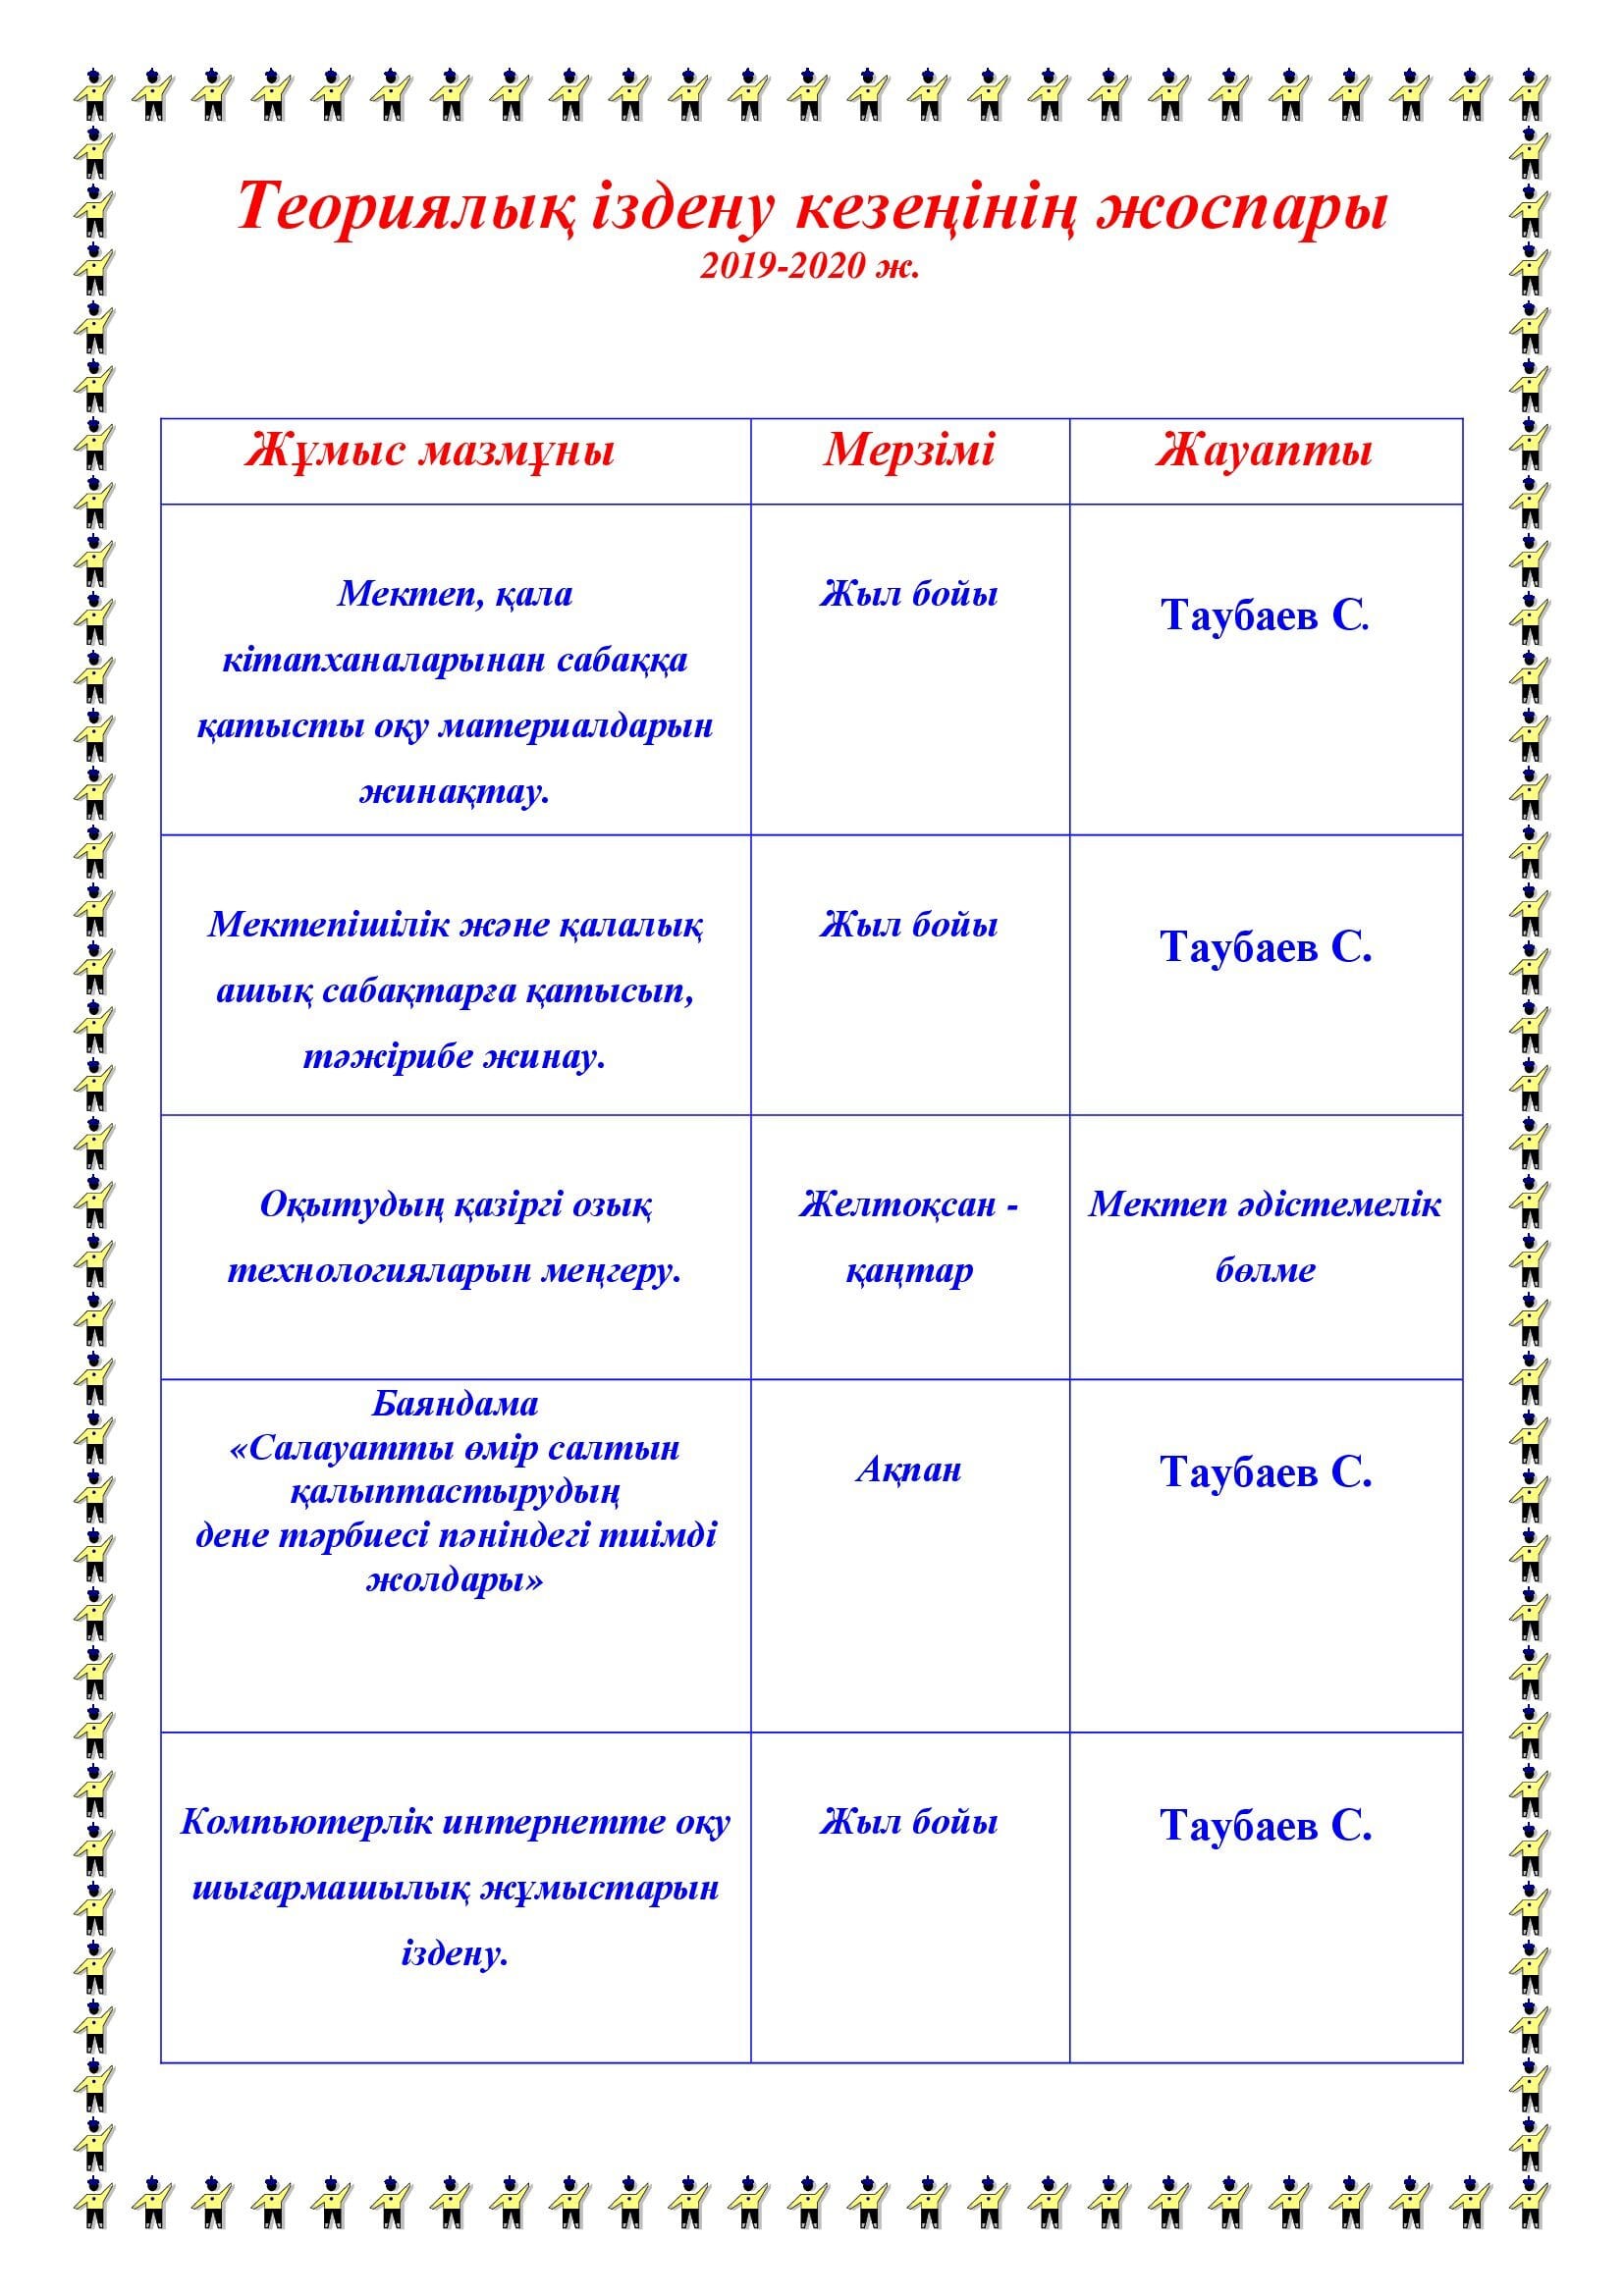 Теориялық іздену кезеңінің жоспары
2019-2020 ж.
Жұмыс мазмұны
Мерзімі
Жауапты
Мектеп, қала
кітапханаларынан сабаққа
қатысты оқу материалдарын
жинақтау.
Жыл бойы
Таубаев С.
Мектепішілік және қалалық
ашық сабақтарға қатысып,
тәжірибе жинау.
Жыл бойы
Таубаев С.
Оқытудың қазіргі озық
технологияларын меңгеру.
Желтоқсан -
қаңтар
Мектеп әдістемелік
бөлме
Баяндама
«Салауатты өмір салтын
қалыптастырудың
дене тәрбиесі пәніндегі тиімді
жолдары»
Ақпан
Таубаев С.
Компьютерлік интернетте оқу
шығармашылық жұмыстарын
іздену.
Жыл бойы
Таубаев С.